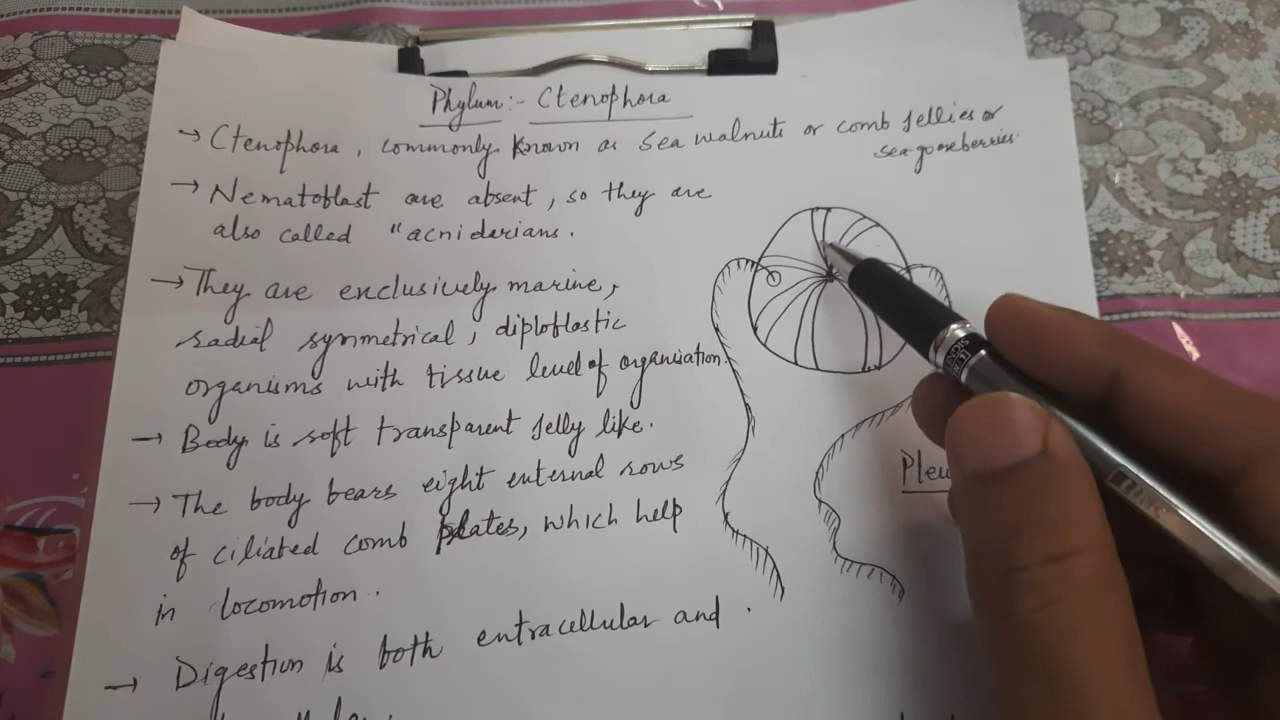 Phylum:- Ctenophora
→ Ctenophora, commonly known as sea walnuts or comb jellies or
sea gooseberries.
→ Nematoblast are absent, so they are
also called "acnidarians.
→ They are exclusively marine,
radial symmetrical, diploblastic
organisms with tissue level of organisation.
→ Body is soft transparent jelly like.
→ The body bears eight external rows
of ciliated comb plates, which help
in locomotion.
Pleu
→ Digestion is both extracellular and